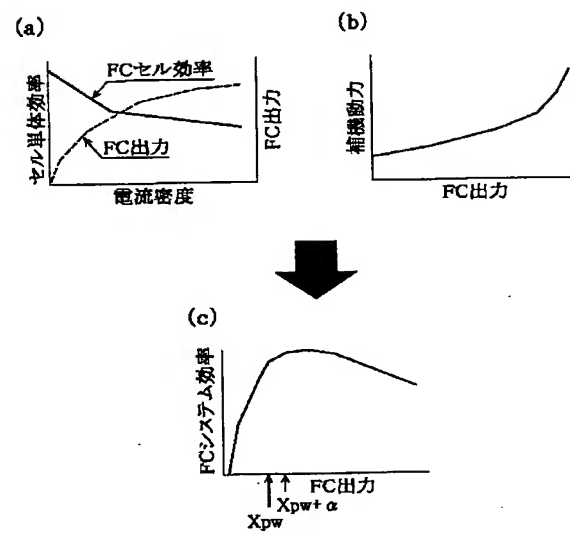 (a)
FCセル効率
セル単体効率
FC出力
FC出力
電流密度
(b)
補機動力
FC出力
(c)
FCシステム効率
FC出力
Xpw+α
Xpw